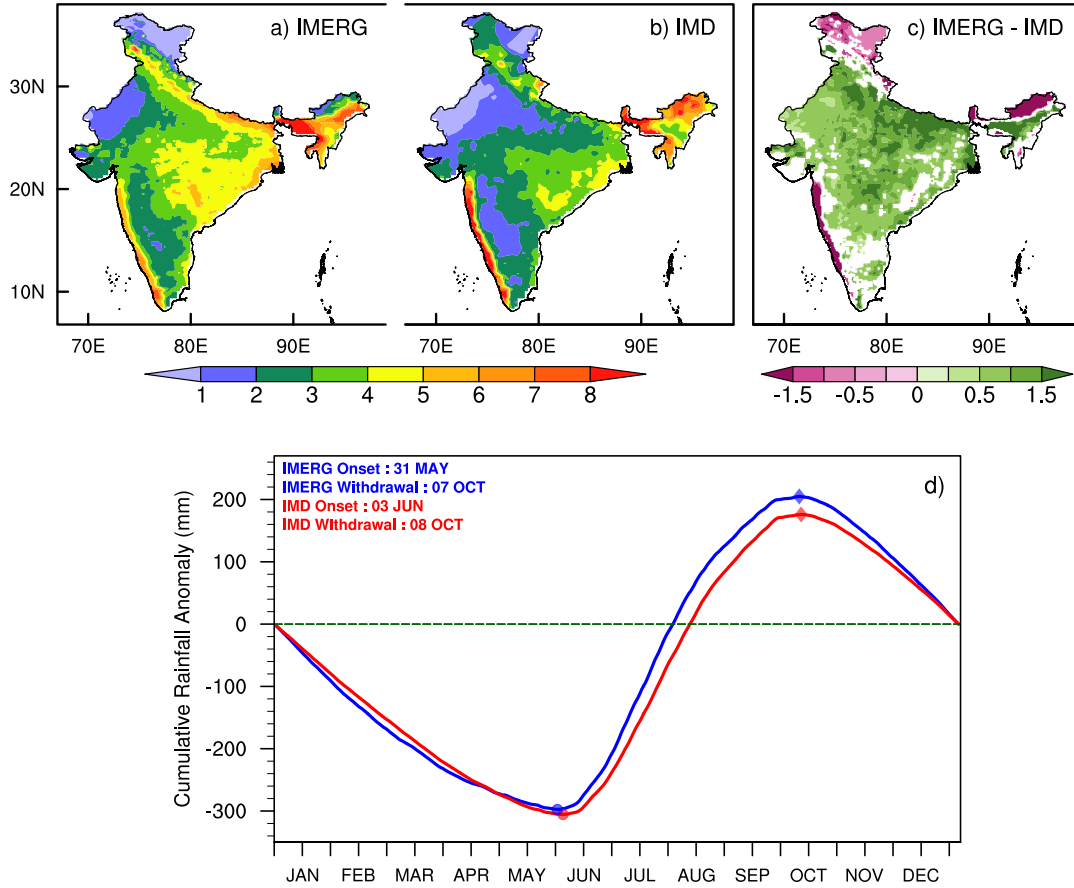 a) IMERG
b) IMD
c) IMERG - IMD
30N
20N
10N
70E 80E 90E
70E 80E 90E
70E 80E 90E
1 2 3 4 5 6 7 8
-1.5 -0.5 0 0.5 1.5
IMERG Onset : 31 MAY
IMERG Withdrawal : 07 OCT
IMD Onset : 03 JUN
IMD WIthdrawal : 08 OCT
d)
Cumulative Rainfall Anomaly (mm)
200
100
0
-100
-200
-300
JAN FEB MAR APR MAY JUN JUL AUG SEP OCT NOV DEC